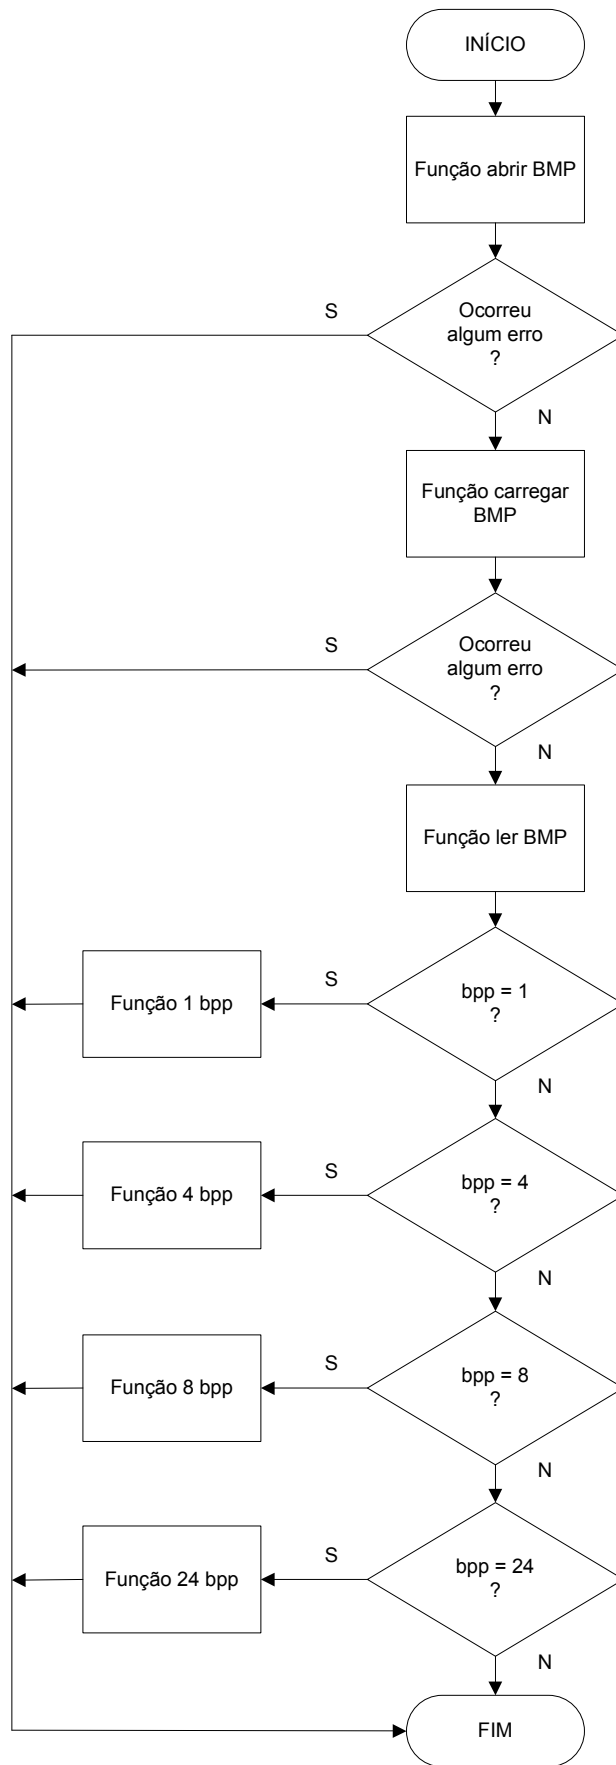 INÍCIO
Função abrir BMP
Ocorreu
algum erro
?
S
N
Função carregar
BMP
Ocorreu
algum erro
?
S
N
Função ler BMP
bpp = 1
?
S
Função 1 bpp
N
bpp = 4
?
S
Função 4 bpp
N
bpp = 8
?
S
Função 8 bpp
N
bpp = 24
?
S
Função 24 bpp
N
FIM